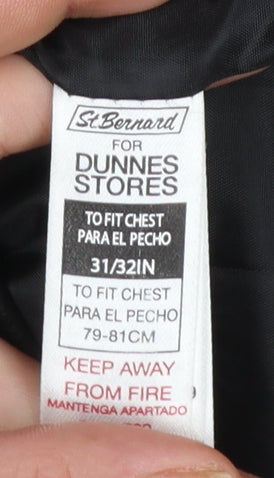 St.Bernard
FOR
DUNNES
STORES
TO FIT CHEST
PARA EL PECHO
31/32IN
TO FIT CHEST
PARA EL PECHO
79-81CM
KEEP AWAY
FROM FIRE
MANTENGA APARTADO